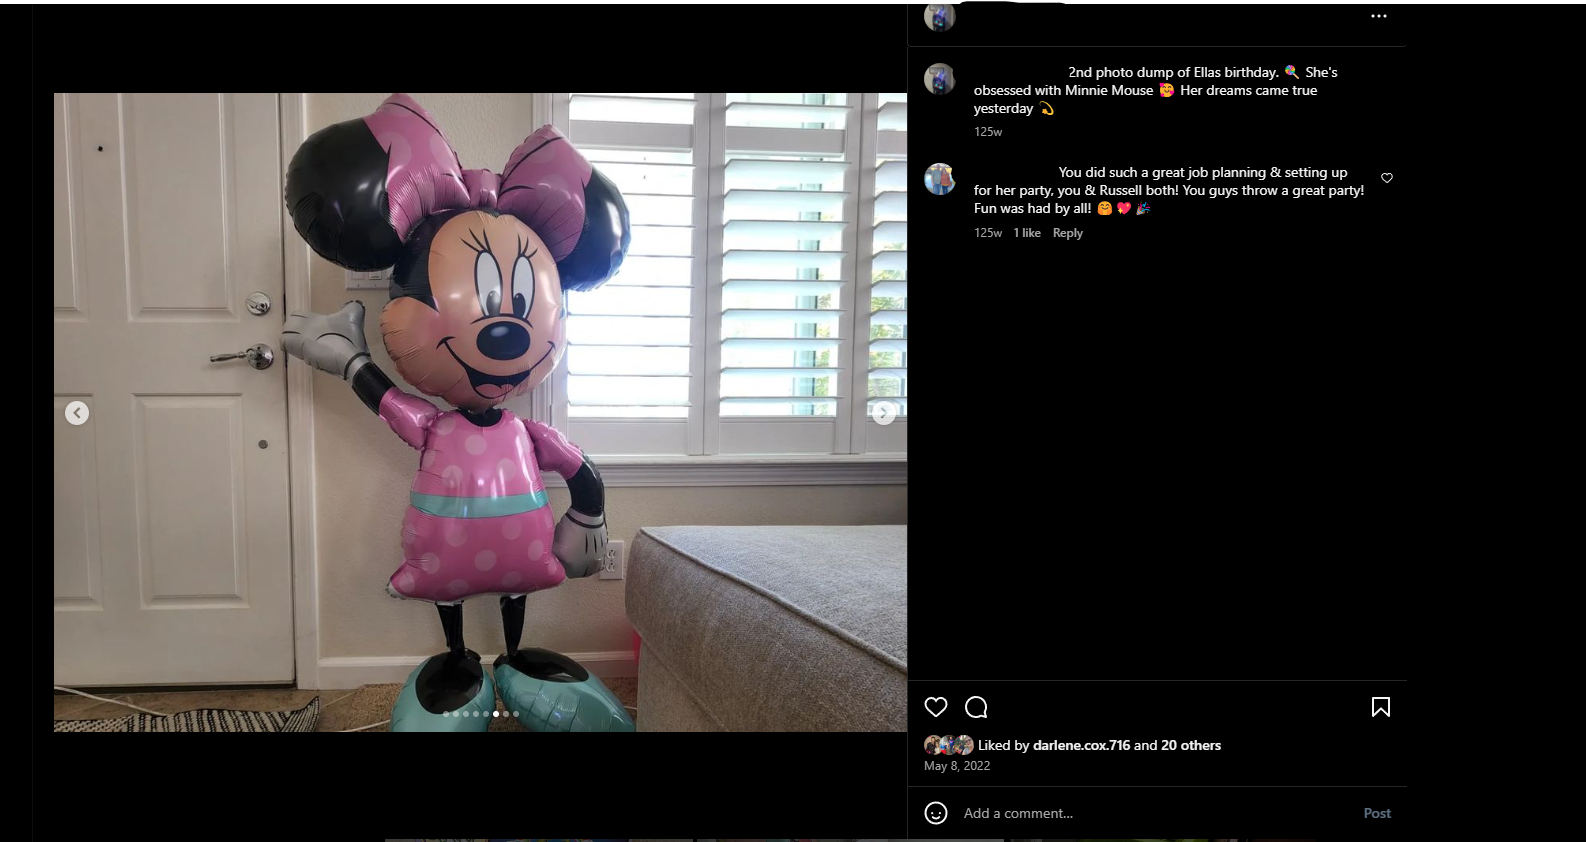 2nd photo dump of Ellas birthday. 🍭 She's
obsessed with Minnie Mouse 🥰 Her dreams came true
yesterday 💫
125w
You did such a great job planning & setting up
for her party, you & Russell both! You guys throw a great party!
Fun was had by all! 🤗 💖 🎉
125w 1 like Reply
Liked by darlene.cox.716 and 20 others
May 8, 2022
Add a comment... Post